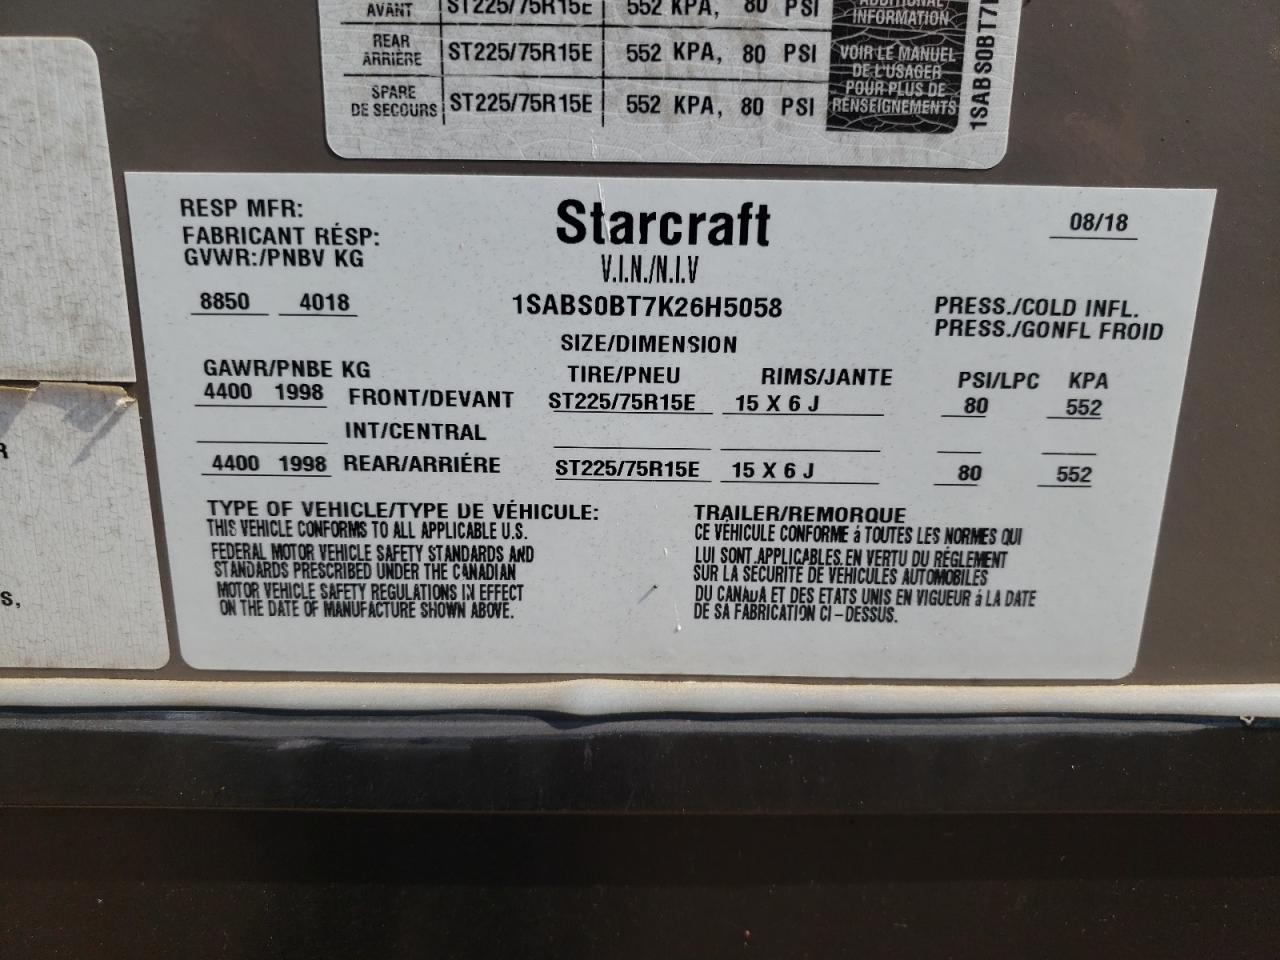 AVANT ST225/75R15E 552 KPA, 80 PSI
REAR
ARRIÈRE ST225/75R15E 552 KPA, 80 PSI
SPARE
DE SECOURS ST225/75R15E 552 KPA, 80 PSI
ADDITIONAL
INFORMATION
VOIR LE MANUEL
DE L'USAGER
POUR PLUS DE
RENSEIGNEMENTS
1SABS0BT7
RESP MFR: Starcraft 08/18
FABRICANT RÉSP:
GVWR:/PNBV KG V.I.N./N.I.V
8850 4018 1SABS0BT7K26H5058 PRESS./COLD INFL.
PRESS./GONFL FROID
SIZE/DIMENSION
GAWR/PNBE KG TIRE/PNEU RIMS/JANTE PSI/LPC KPA
4400 1998 FRONT/DEVANT ST225/75R15E 15 X 6 J 80 552
INT/CENTRAL
4400 1998 REAR/ARRIÉRE ST225/75R15E 15 X 6 J 80 552
TYPE OF VEHICLE/TYPE DE VÉHICULE: TRAILER/REMORQUE
THIS VEHICLE CONFORMS TO ALL APPLICABLE U.S.
FEDERAL MOTOR VEHICLE SAFETY STANDARDS AND
STANDARDS PRESCRIBED UNDER THE CANADIAN
MOTOR VEHICLE SAFETY REGULATIONS IN EFFECT
ON THE DATE OF MANUFACTURE SHOWN ABOVE.
CE VÉHICULE CONFORME à TOUTES LES NORMES QUI
LUI SONT APPLICABLES EN VERTU DU RÉGLEMENT
SUR LA SÉCURITÉ DE VÉHICULES AUTOMOBILES
DU CANADA ET DES ETATS UNIS EN VIGUEUR à LA DATE
DE SA FABRICATION CI-DESSUS.
R
S,